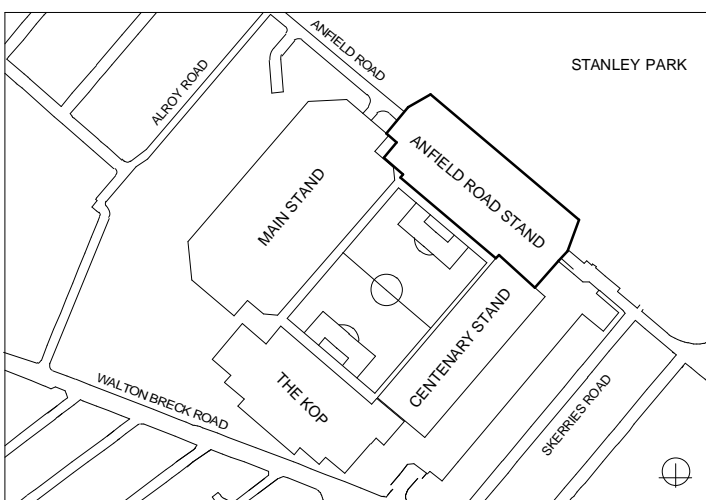 ANFIELD ROAD
STANLEY PARK
ALROY ROAD
ANFIELD ROAD STAND
MAIN STAND
CENTENARY STAND
THE KOP
WALTON BRECK ROAD
SKERRIES ROAD